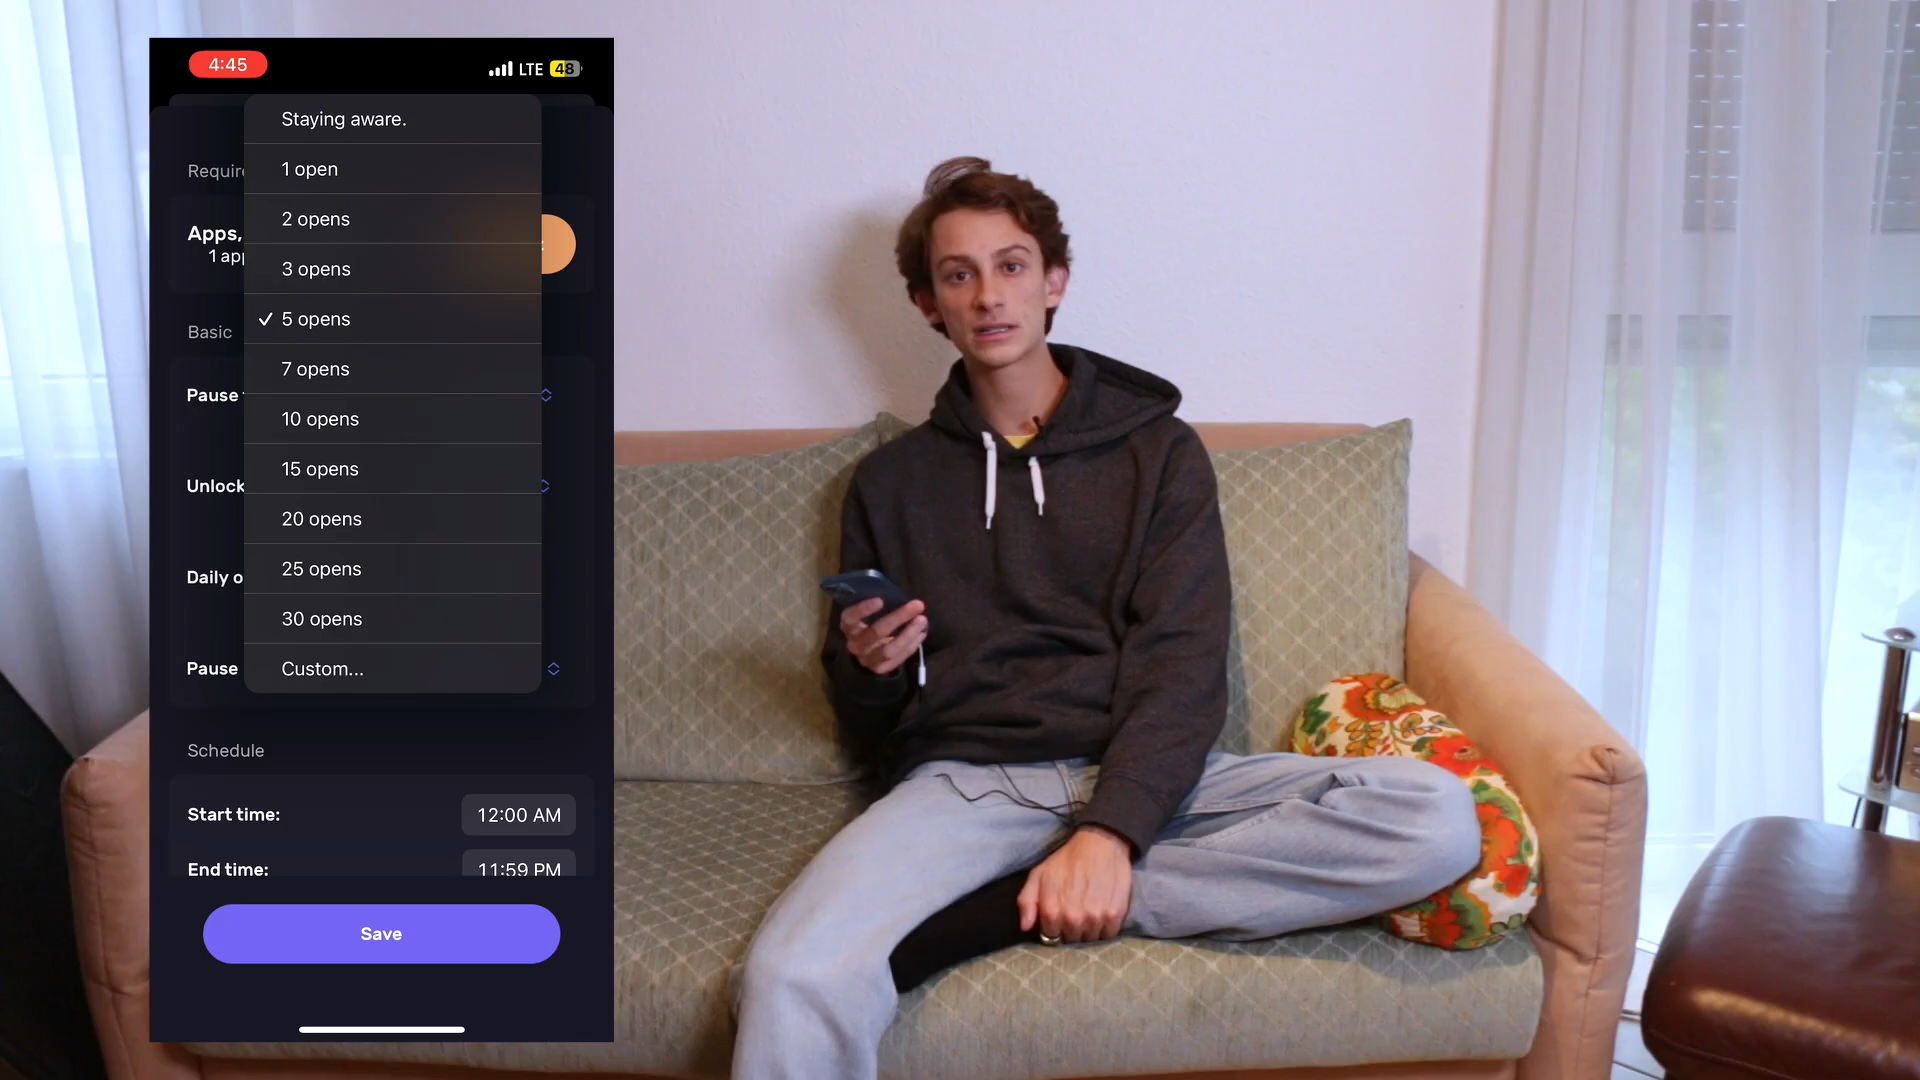 4:45
LTE 48
Staying aware.
1 open
2 opens
3 opens
5 opens
7 opens
10 opens
15 opens
20 opens
25 opens
30 opens
Custom...
Apps,
1
Basic
Pause
Unlock
Daily
Pause
Schedule
Start time: 12:00 AM
End time: 11:59 PM
Save